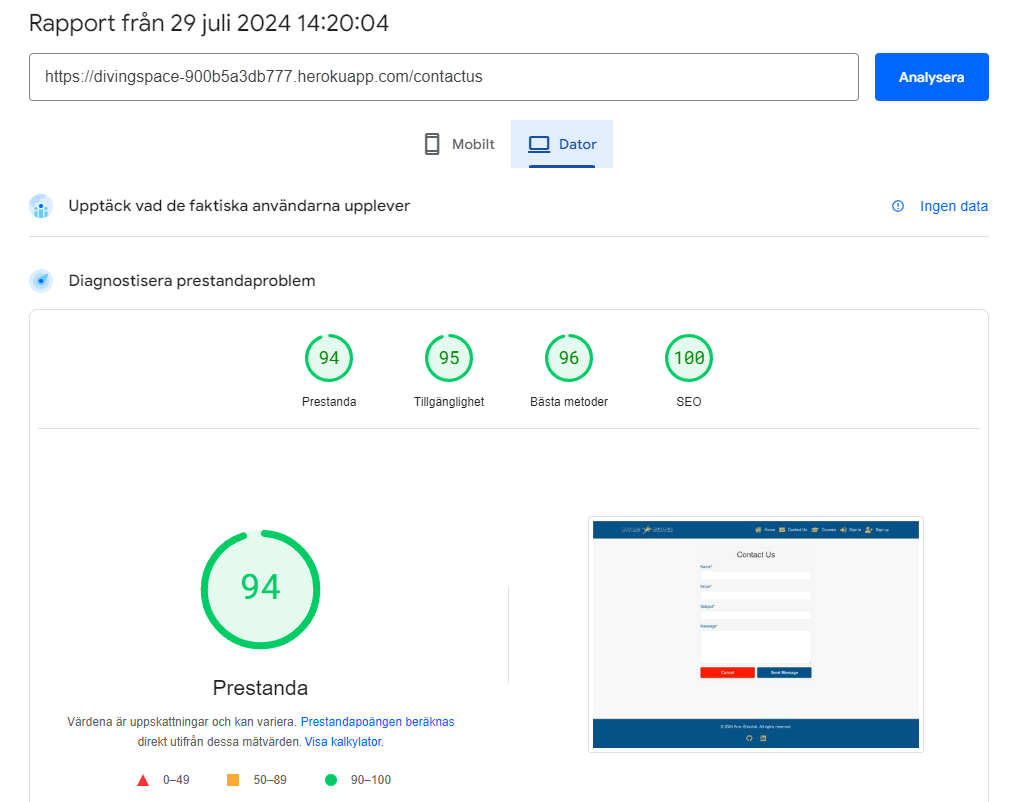 Rapport från 29 juli 2024 14:20:04
https://divingspace-900b5a3db777.herokuapp.com/contactus
Analysera
Mobilt
Dator
Upptäck vad de faktiska användarna upplever
Ingen data
Diagnostisera prestandaproblem
94 95 96 100
Prestanda Tillgänglighet Bästa metoder SEO
94
Prestanda
Värdena är uppskattningar och kan variera. Prestandapoängen beräknas
direkt utifrån dessa mätvärden. Visa kalkylator.
0–49 50–89 90–100
Home Contact Us Courses Sign in Sign up
Contact Us
Name*
Email*
Subject*
Message*
Cancel Send Message
© 2024 All rights reserved